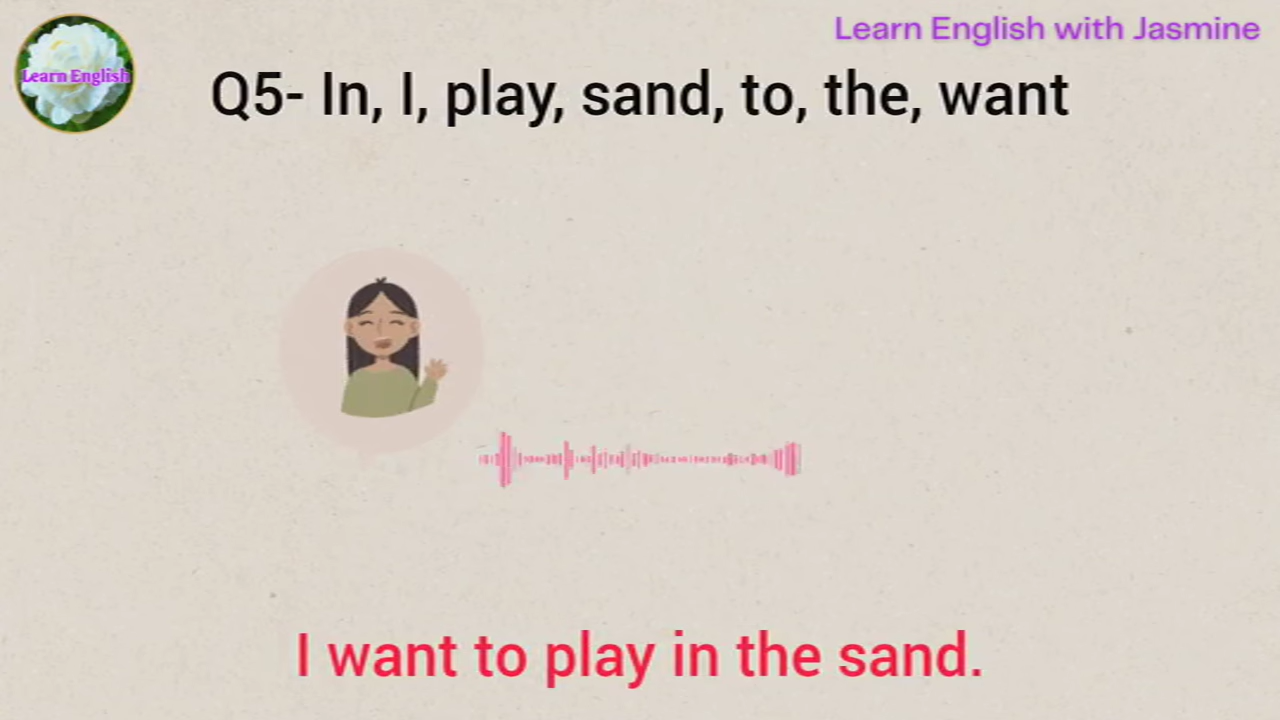 Learn English with Jasmine
Learn English
Q5- In, I, play, sand, to, the, want
I want to play in the sand.